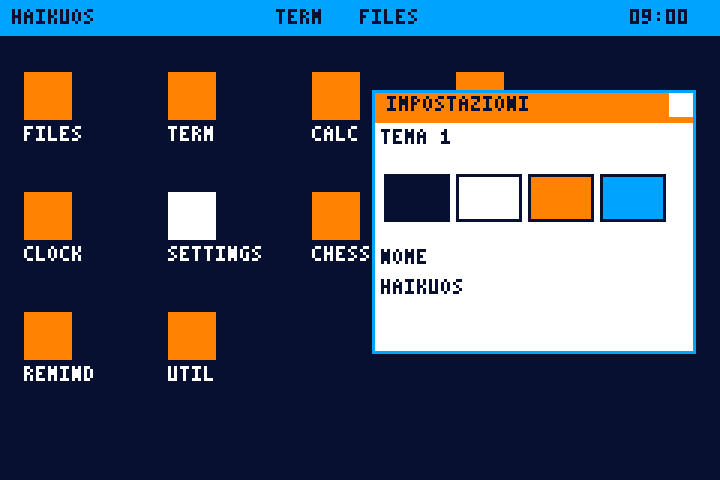 HAIKUOS TERM FILES 09:00
FILES TERM CALC
IMPOSTAZIONI
TEMA 1
CLOCK SETTINGS CHESS
NOME
HAIKUOS
REMIND UTIL